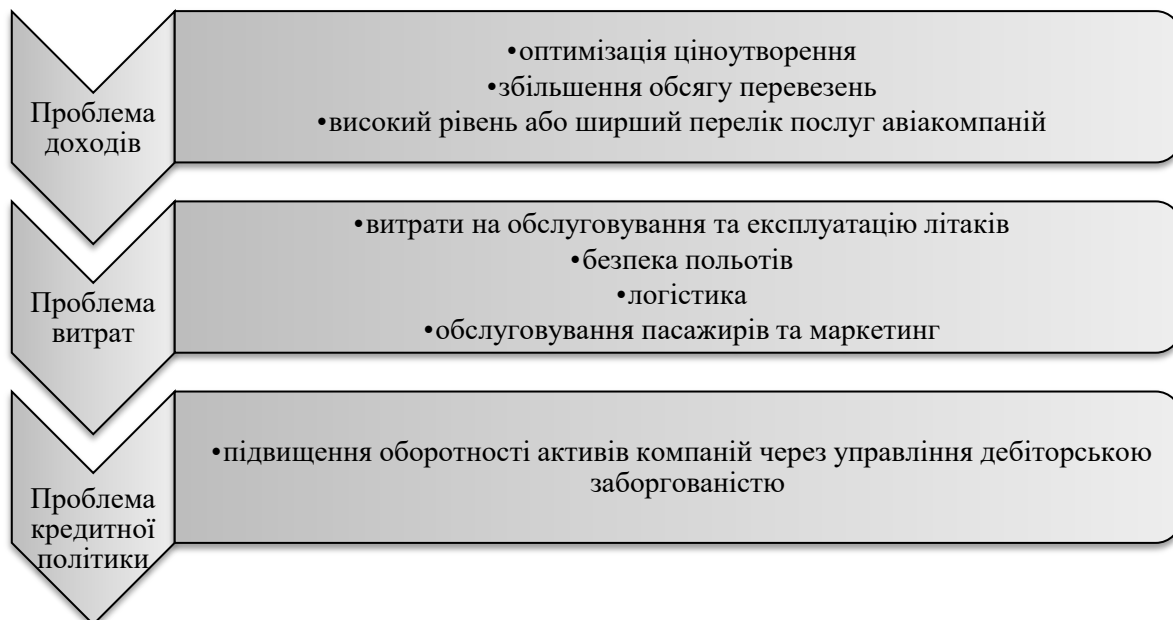 Проблема
доходів
•оптимізація ціноутворення
•збільшення обсягу перевезень
•високий рівень або ширший перелік послуг авіакомпаній
Проблема
витрат
•витрати на обслуговування та експлуатацію літаків
•безпека польотів
•логістика
•обслуговування пасажирів та маркетинг
Проблема
кредитної
політики
•підвищення оборотності активів компаній через управління дебіторською
заборгованістю